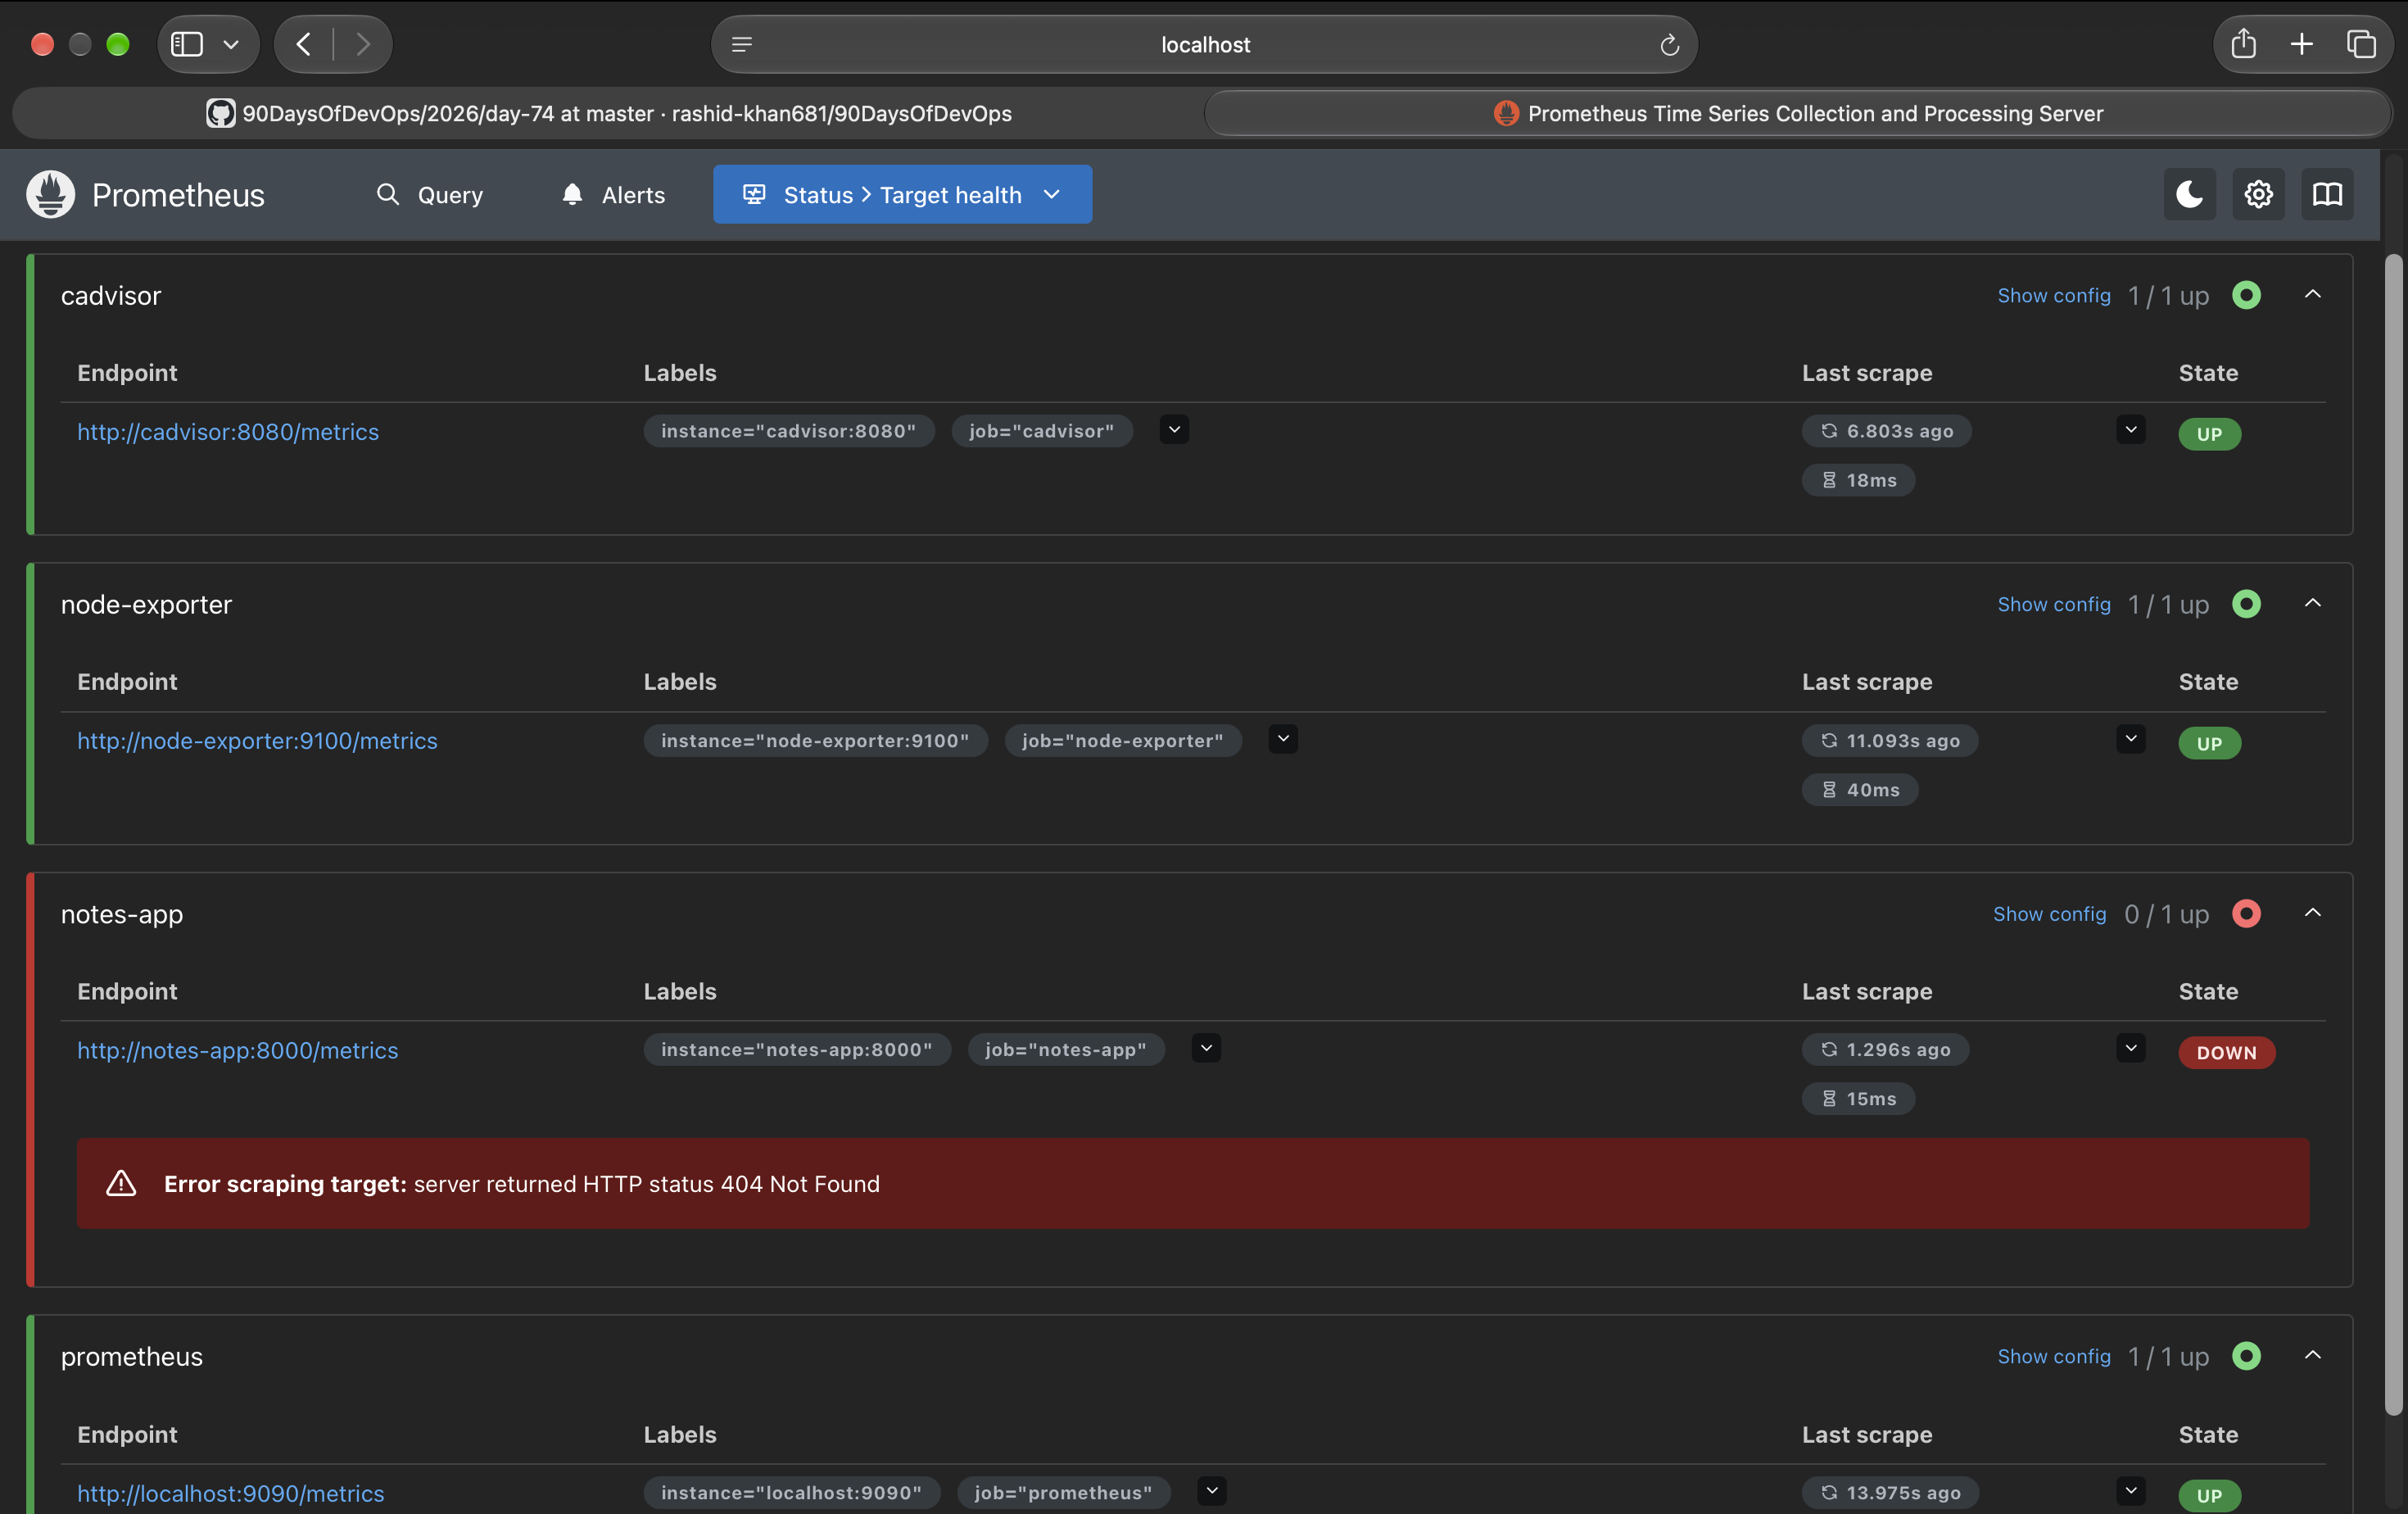 localhost
90DaysOfDevOps/2026/day-74 at master · rashid-khan681/90DaysOfDevOps
Prometheus Time Series Collection and Processing Server
Prometheus Query Alerts Status > Target health
cadvisor Show config 1 / 1 up
Endpoint Labels Last scrape State
http://cadvisor:8080/metrics instance="cadvisor:8080" job="cadvisor" 6.803s ago UP
18ms
node-exporter Show config 1 / 1 up
Endpoint Labels Last scrape State
http://node-exporter:9100/metrics instance="node-exporter:9100" job="node-exporter" 11.093s ago UP
40ms
notes-app Show config 0 / 1 up
Endpoint Labels Last scrape State
http://notes-app:8000/metrics instance="notes-app:8000" job="notes-app" 1.296s ago DOWN
15ms
Error scraping target: server returned HTTP status 404 Not Found
prometheus Show config 1 / 1 up
Endpoint Labels Last scrape State
http://localhost:9090/metrics instance="localhost:9090" job="prometheus" 13.975s ago UP